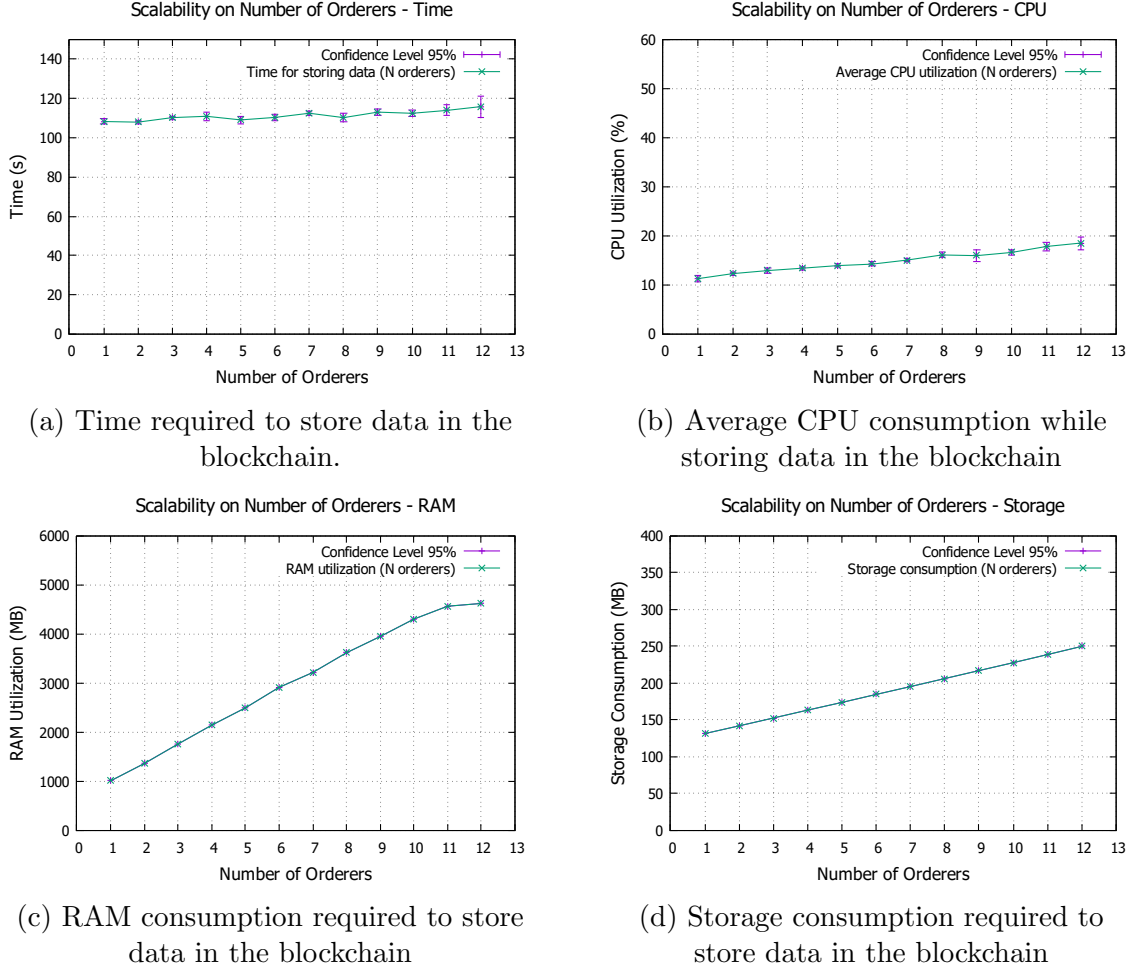 Scalability on Number of Orderers - Time
140
120
100
80
60
40
20
0
Time (s)
Confidence Level 95%
Time for storing data (N orderers)
0 1 2 3 4 5 6 7 8 9 10 11 12 13
Number of Orderers
(a) Time required to store data in the
blockchain.
Scalability on Number of Orderers - CPU
60
50
40
30
20
10
0
CPU Utilization (%)
Confidence Level 95%
Average CPU utilization (N orderers)
0 1 2 3 4 5 6 7 8 9 10 11 12 13
Number of Orderers
(b) Average CPU consumption while
storing data in the blockchain
Scalability on Number of Orderers - RAM
6000
5000
4000
3000
2000
1000
0
RAM Utilization (MB)
Confidence Level 95%
RAM utilization (N orderers)
0 1 2 3 4 5 6 7 8 9 10 11 12 13
Number of Orderers
(c) RAM consumption required to store
data in the blockchain
Scalability on Number of Orderers - Storage
400
350
300
250
200
150
100
50
0
Storage Consumption (MB)
Confidence Level 95%
Storage consumption (N orderers)
0 1 2 3 4 5 6 7 8 9 10 11 12 13
Number of Orderers
(d) Storage consumption required to
store data in the blockchain